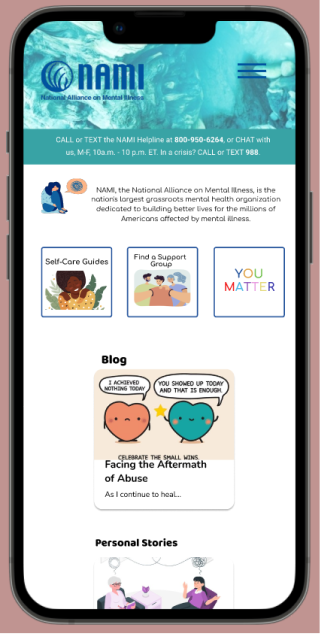 NAMI
National Alliance on Mental Illness
CALL or TEXT the NAMI Helpline at 800-950-6264, or CHAT with
us, M-F, 10a.m. - 10 p.m. ET. In a crisis? CALL or TEXT 988.
NAMI, the National Alliance on Mental Illness, is the
nation's largest grassroots mental health organization
dedicated to building better lives for the millions of
Americans affected by mental illness.
Self-Care Guides
Find a Support
Group
YOU
MATTER
Blog
I ACHIEVED
NOTHING TODAY
YOU SHOWED UP TODAY
AND THAT IS ENOUGH.
CELEBRATE THE SMALL WINS.
Facing the Aftermath
of Abuse
As I continue to heal...
Personal Stories